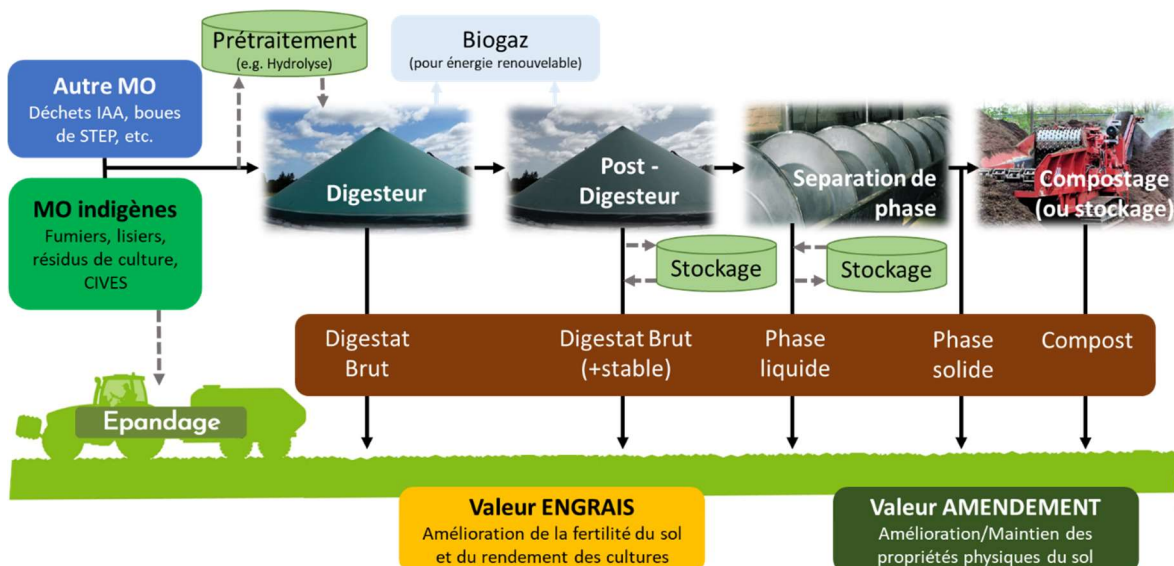 Prétraitement
(e.g. Hydrolyse)
Biogaz
(pour énergie renouvelable)
Autre MO
Déchets IAA, boues
de STEP, etc.
MO indigènes
Fumiers, lisiers,
résidus de culture,
CIVES
Digesteur
Post -
Digesteur
Separation de
phase
Compostage
(ou stockage)
Stockage
Stockage
Digestat
Brut
Digestat Brut
(+stable)
Phase
liquide
Phase
solide
Compost
Epandage
Valeur ENGRAIS
Amélioration de la fertilité du sol
et du rendement des cultures
Valeur AMENDEMENT
Amélioration/Maintien des
propriétés physiques du sol